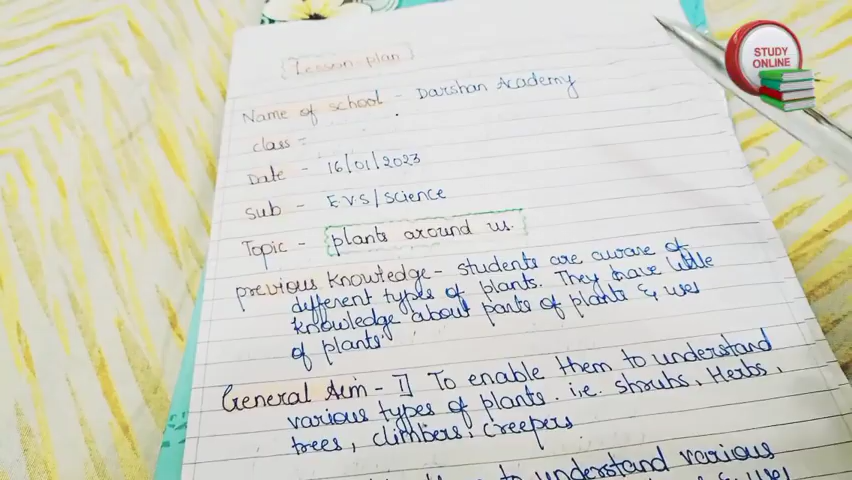 Lesson plan
Name of school - Darshan Academy
class =
Date - 16/01/2023
sub - E.V.S/Science
Topic - plants around us.
previous knowledge - students are aware of
different types of plants. They have little
knowledge about parts of plants & uses
of plants.
General Aim - I] To enable them to understand
various types of plants. i.e. shrubs, Herbs,
trees, climbers, creepers.
to understand various
& uses
STUDY
ONLINE